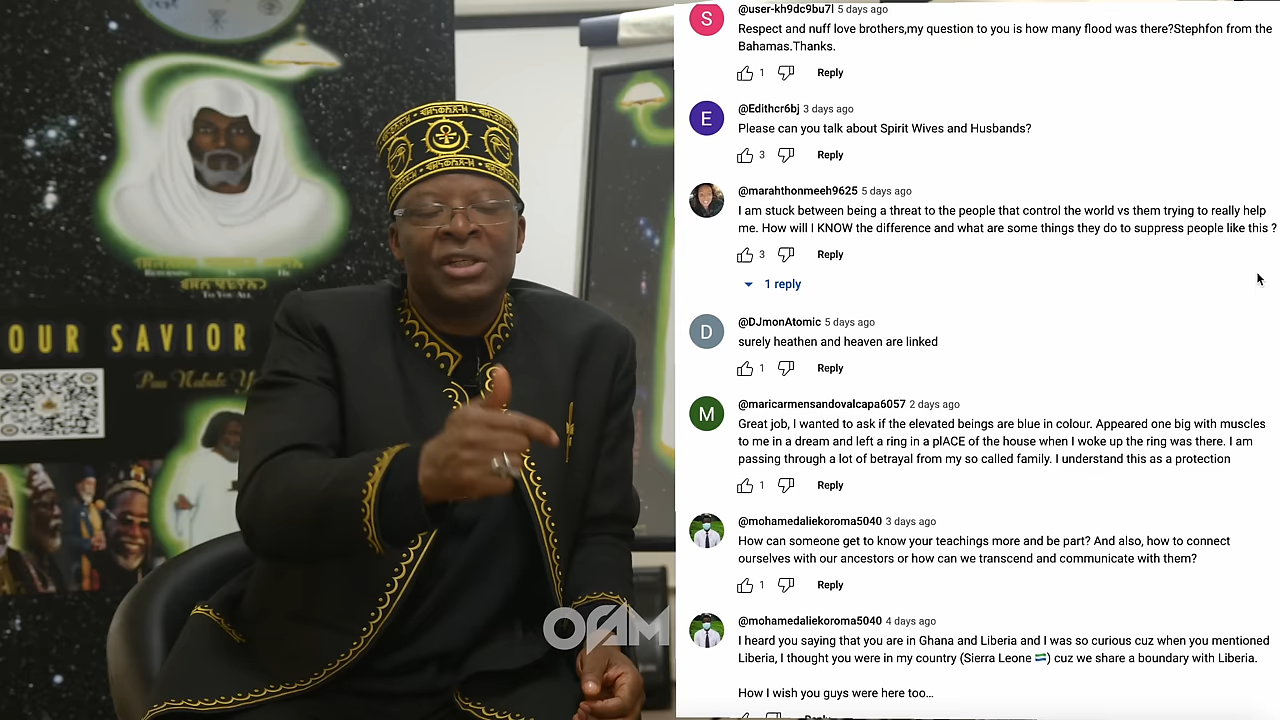 OUR SAVIOR
RETURNING IS HE
TO YOU ALL
OAM
S
@user-kh9dc9bu7l 5 days ago
Respect and nuff love brothers,my question to you is how many flood was there?Stephfon from the
Bahamas.Thanks.
1 Reply
E
@Edithcr6bj 3 days ago
Please can you talk about Spirit Wives and Husbands?
3 Reply
@marahthonmeeh9625 5 days ago
I am stuck between being a threat to the people that control the world vs them trying to really help
me. How will I KNOW the difference and what are some things they do to suppress people like this ?
3 Reply
1 reply
D
@DJmonAtomic 5 days ago
surely heathen and heaven are linked
1 Reply
M
@maricarmensandovalcapa6057 2 days ago
Great job, I wanted to ask if the elevated beings are blue in colour. Appeared one big with muscles
to me in a dream and left a ring in a plACE of the house when I woke up the ring was there. I am
passing through a lot of betrayal from my so called family. I understand this as a protection
1 Reply
@mohamedaliekoroma5040 3 days ago
How can someone get to know your teachings more and be part? And also, how to connect
ourselves with our ancestors or how can we transcend and communicate with them?
1 Reply
@mohamedaliekoroma5040 4 days ago
I heard you saying that you are in Ghana and Liberia and I was so curious cuz when you mentioned
Liberia, I thought you were in my country (Sierra Leone 🇸🇱) cuz we share a boundary with Liberia.
How I wish you guys were here too...
Reply